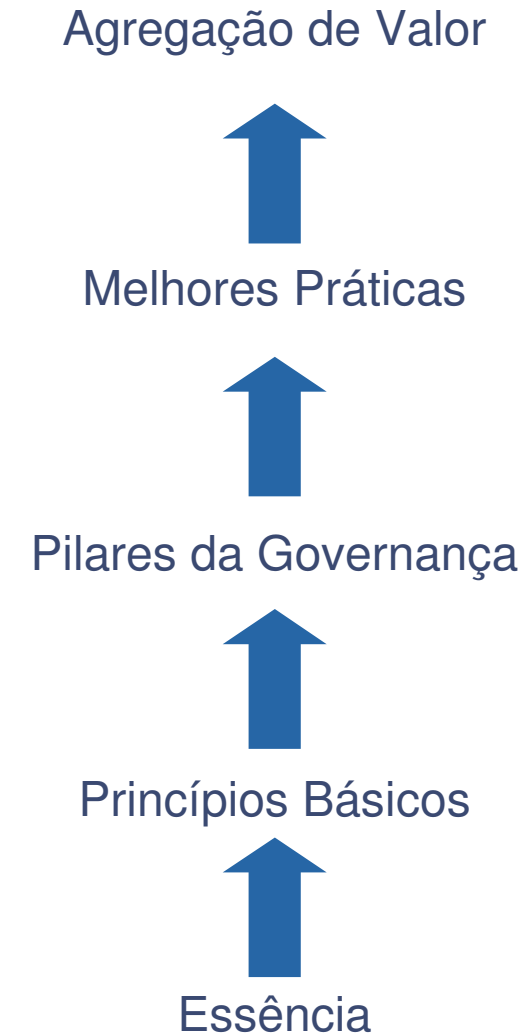 Agregação de Valor
Melhores Práticas
Pilares da Governança
Princípios Básicos
Essência